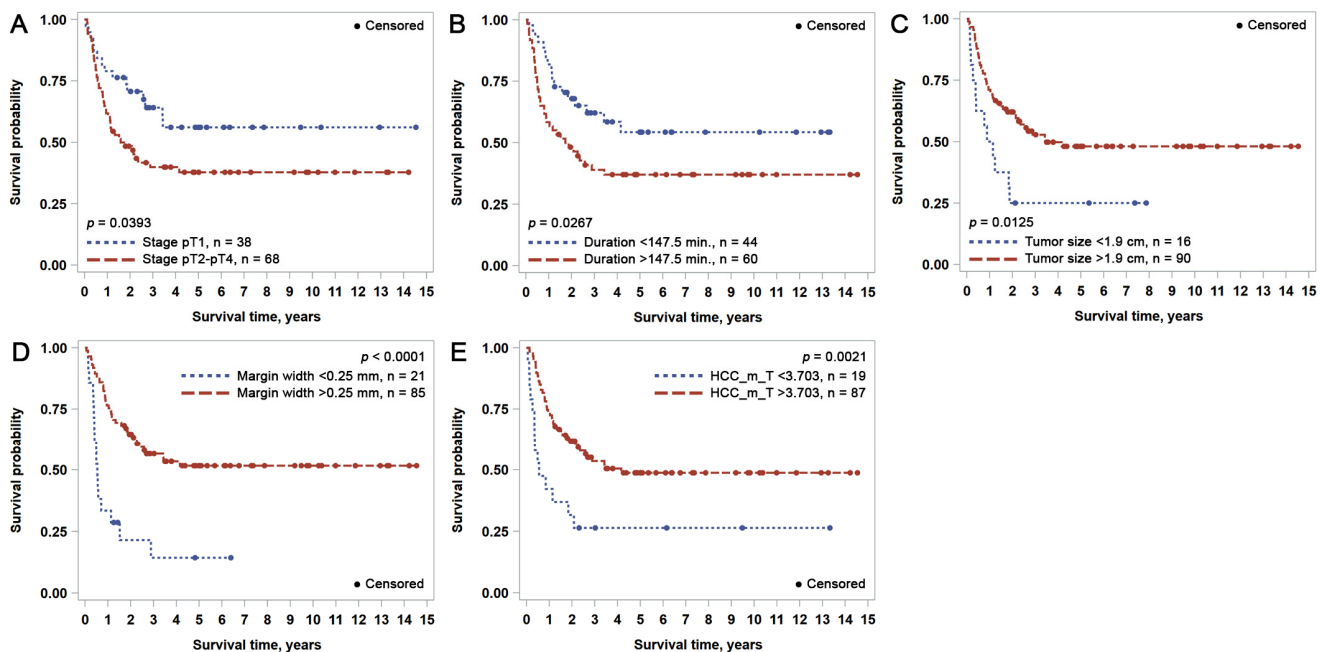 A
Survival probability
1.00
0.75
0.50
0.25
0.00
● Censored
p = 0.0393
Stage pT1, n = 38
Stage pT2-pT4, n = 68
0 1 2 3 4 5 6 7 8 9 10 11 12 13 14 15
Survival time, years
B
Survival probability
1.00
0.75
0.50
0.25
0.00
● Censored
p = 0.0267
Duration <147.5 min., n = 44
Duration >147.5 min., n = 60
0 1 2 3 4 5 6 7 8 9 10 11 12 13 14 15
Survival time, years
C
Survival probability
1.00
0.75
0.50
0.25
0.00
● Censored
p = 0.0125
Tumor size <1.9 cm, n = 16
Tumor size >1.9 cm, n = 90
0 1 2 3 4 5 6 7 8 9 10 11 12 13 14 15
Survival time, years
D
Survival probability
1.00
0.75
0.50
0.25
0.00
p < 0.0001
Margin width <0.25 mm, n = 21
Margin width >0.25 mm, n = 85
● Censored
0 1 2 3 4 5 6 7 8 9 10 11 12 13 14 15
Survival time, years
E
Survival probability
1.00
0.75
0.50
0.25
0.00
p = 0.0021
HCC_m_T <3.703, n = 19
HCC_m_T >3.703, n = 87
● Censored
0 1 2 3 4 5 6 7 8 9 10 11 12 13 14 15
Survival time, years